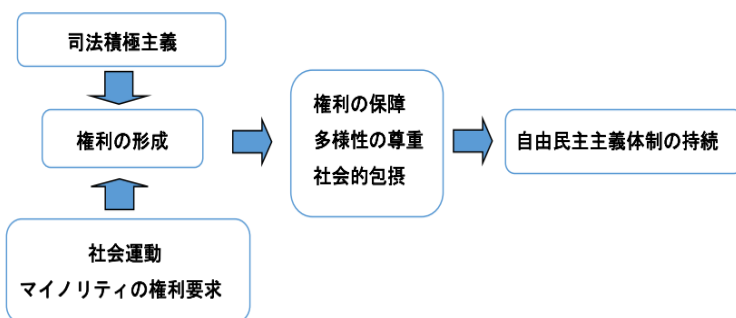 司法積極主義
権利の形成
社会運動
マイノリティの権利要求
権利の保障
多様性の尊重
社会的包摂
自由民主主義体制の持続